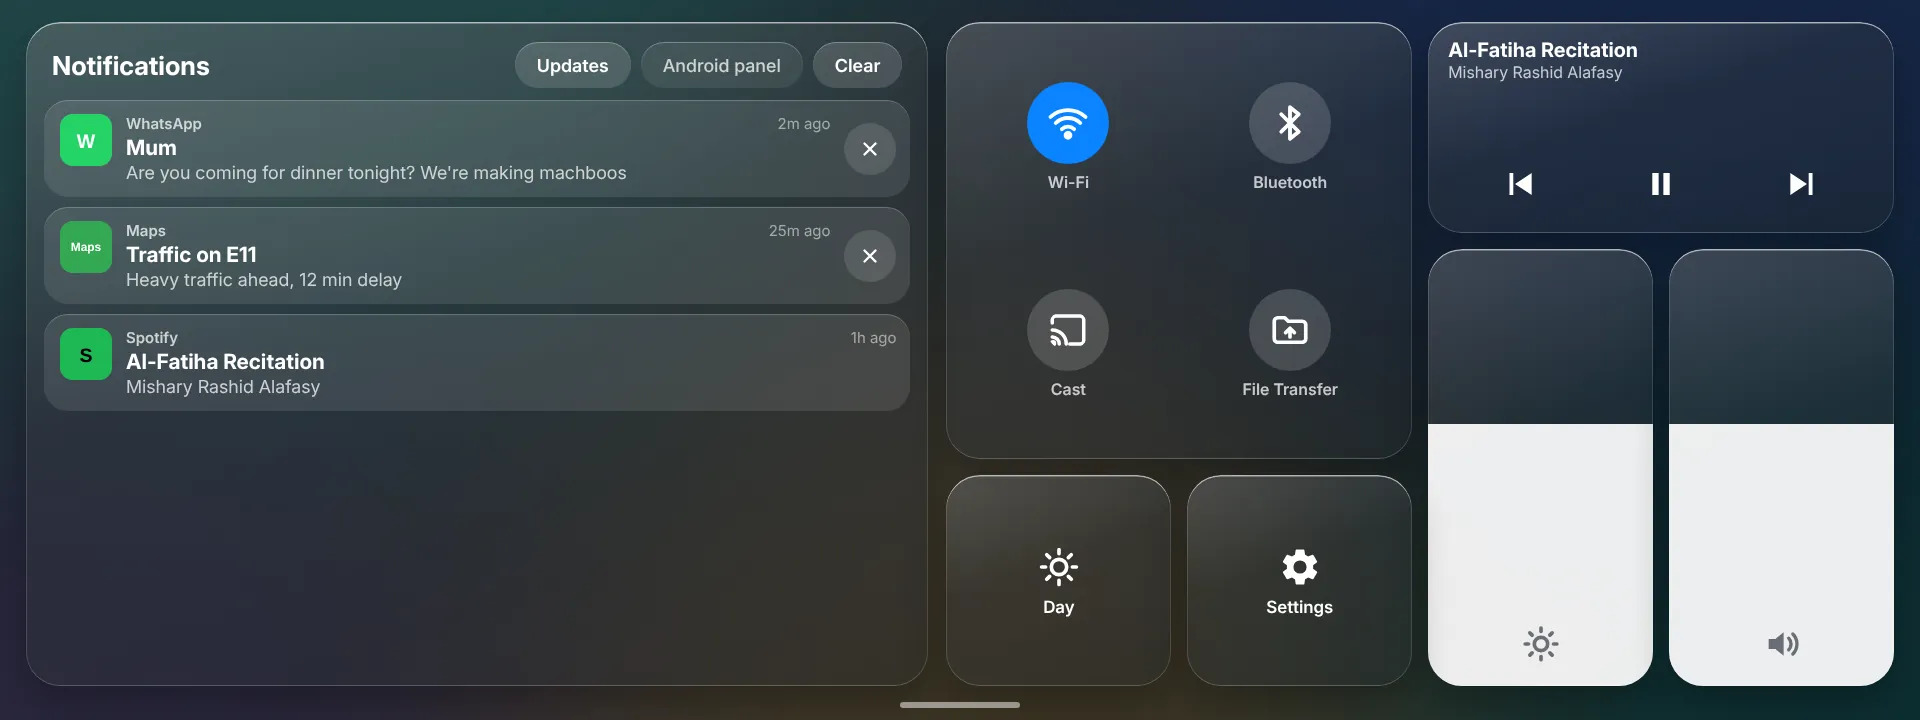 Notifications
Updates
Android panel
Clear
W
WhatsApp
2m ago
Mum
Are you coming for dinner tonight? We're making machboos
Maps
Maps
25m ago
Traffic on E11
Heavy traffic ahead, 12 min delay
S
Spotify
1h ago
Al-Fatiha Recitation
Mishary Rashid Alafasy
Wi-Fi
Bluetooth
Cast
File Transfer
Day
Settings
Al-Fatiha Recitation
Mishary Rashid Alafasy